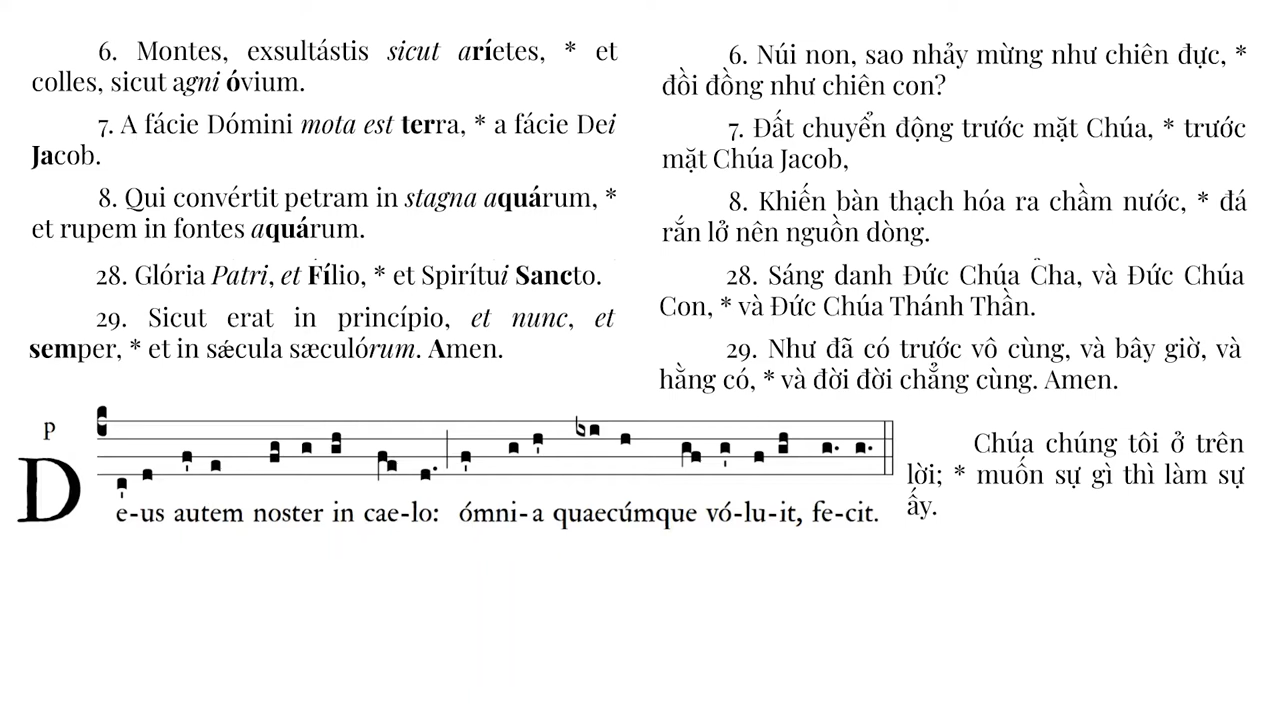 6. Montes, exsultástis sicut aríetes, * et
colles, sicut agni óvium.
7. A fácie Dómini mota est terra, * a fácie Dei
Jacob.
8. Qui convértit petram in stagna aquárum, *
et rupem in fontes aquárum.
28. Glória Patri, et Fílio, * et Spirítui Sancto.
29. Sicut erat in princípio, et nunc, et
semper, * et in sǽcula sæculórum. Amen.
6. Núi non, sao nhảy mừng như chiên đực, *
đồi đồng như chiên con?
7. Đất chuyển động trước mặt Chúa, * trước
mặt Chúa Jacob,
8. Khiến bàn thạch hóa ra chầm nước, * đá
rắn lở nên nguồn dòng.
28. Sáng danh Đức Chúa Cha, và Đức Chúa
Con, * và Đức Chúa Thánh Thần.
29. Như đã có trước vô cùng, và bây giờ, và
hằng có, * và đời đời chẳng cùng. Amen.
P
De-us autem noster in cae-lo: ómni-a quaecúmque vó-lu-it, fe-cit.
Chúa chúng tôi ở trên
lời; * muốn sự gì thì làm sự
ấy.